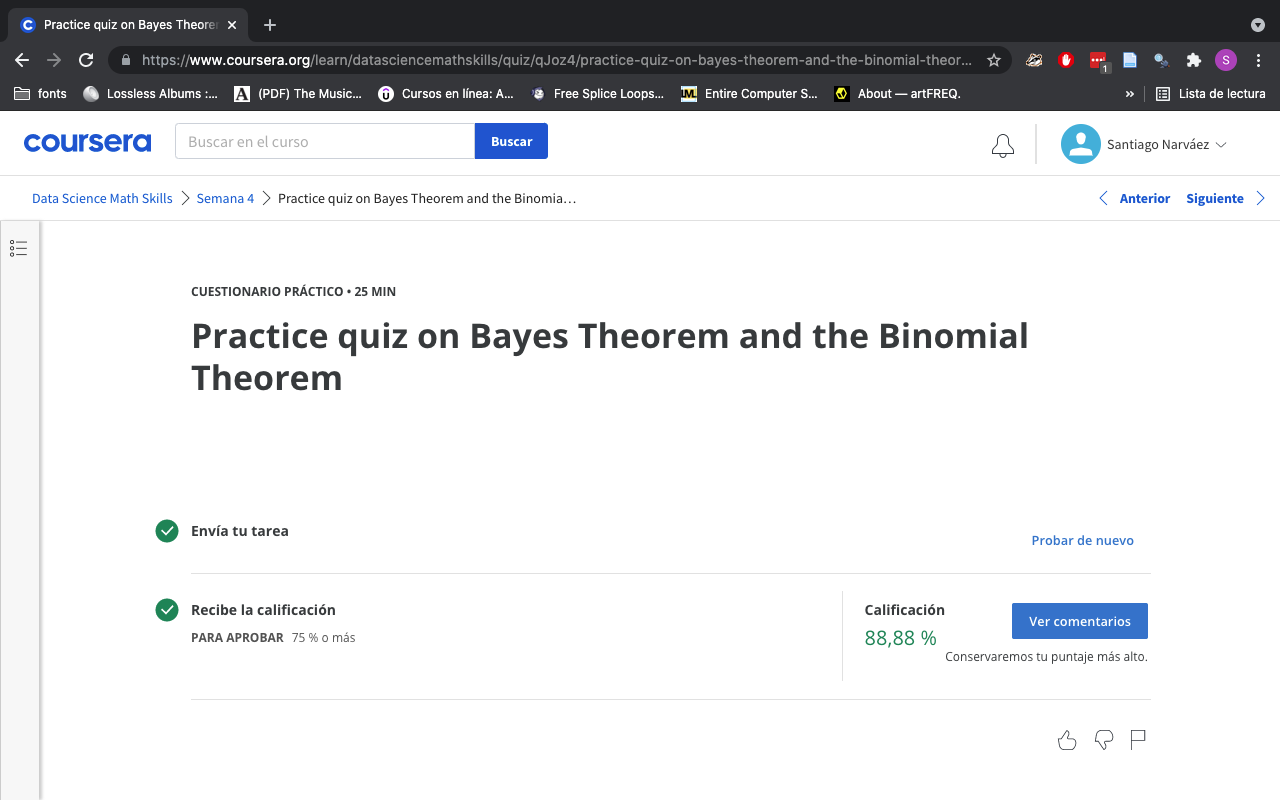 Practice quiz on Bayes Theore
https://www.coursera.org/learn/datasciencemathskills/quiz/qJoz4/practice-quiz-on-bayes-theorem-and-the-binomial-theor...
1
S
fonts
Lossless Albums :...
(PDF) The Music...
Cursos en línea: A...
Free Splice Loops...
Entire Computer S...
About — artFREQ.
»
Lista de lectura
coursera
Buscar en el curso
Buscar
Santiago Narváez
Data Science Math Skills
Semana 4
Practice quiz on Bayes Theorem and the Binomia…
Anterior
Siguiente
CUESTIONARIO PRÁCTICO • 25 MIN
Practice quiz on Bayes Theorem and the Binomial
Theorem
Envía tu tarea
Probar de nuevo
Recibe la calificación
PARA APROBAR 75 % o más
Calificación
88,88 %
Ver comentarios
Conservaremos tu puntaje más alto.